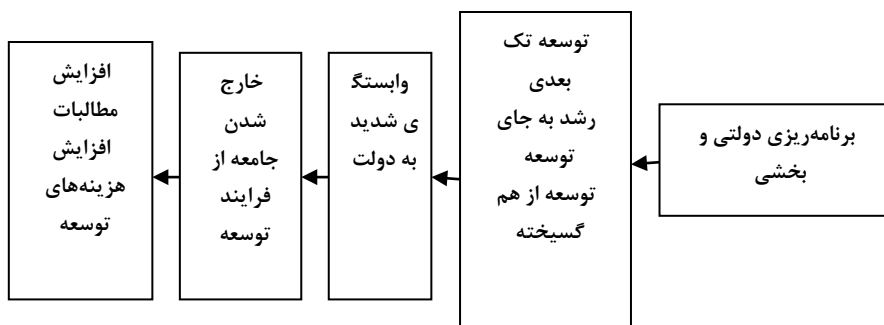 برنامه‌ریزی دولتی و
بخشی
توسعه تک
بعدی
رشد به جای
توسعه
توسعه از هم
گسیخته
وابستگ
ی شدید
به دولت
خارج
شدن
جامعه از
فرایند
توسعه
افزایش
مطالبات
افزایش
هزینه‌های
توسعه